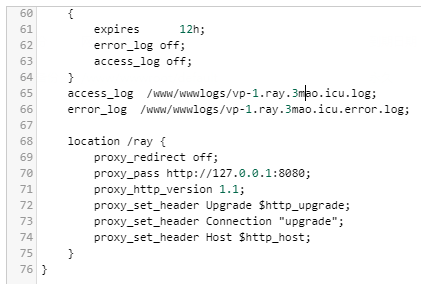 60 {
61 expires 12h;
62 error_log off;
63 access_log off;
64 }
65 access_log /www/wwwlogs/vp-1.ray.3mao.icu.log;
66 error_log /www/wwwlogs/vp-1.ray.3mao.icu.error.log;
67
68 location /ray {
69 proxy_redirect off;
70 proxy_pass http://127.0.0.1:8080;
71 proxy_http_version 1.1;
72 proxy_set_header Upgrade $http_upgrade;
73 proxy_set_header Connection "upgrade";
74 proxy_set_header Host $http_host;
75 }
76 }